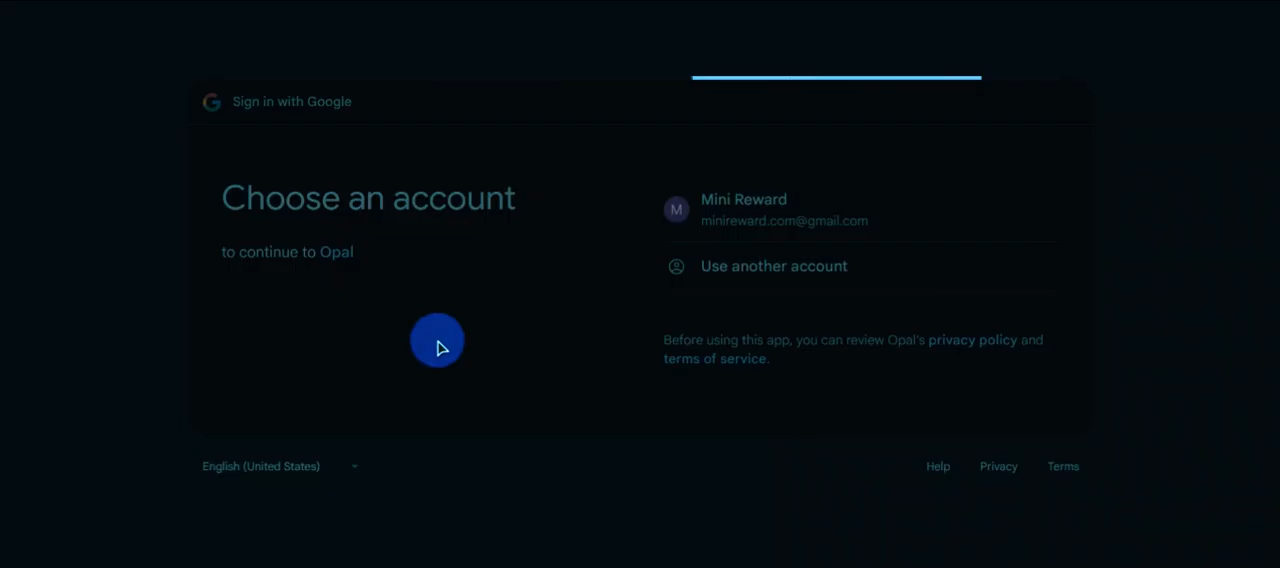 Sign in with Google
Choose an account
to continue to Opal
M
Mini Reward
minireward.com@gmail.com
Use another account
Before using this app, you can review Opal's privacy policy and
terms of service.
English (United States)
Help
Privacy
Terms